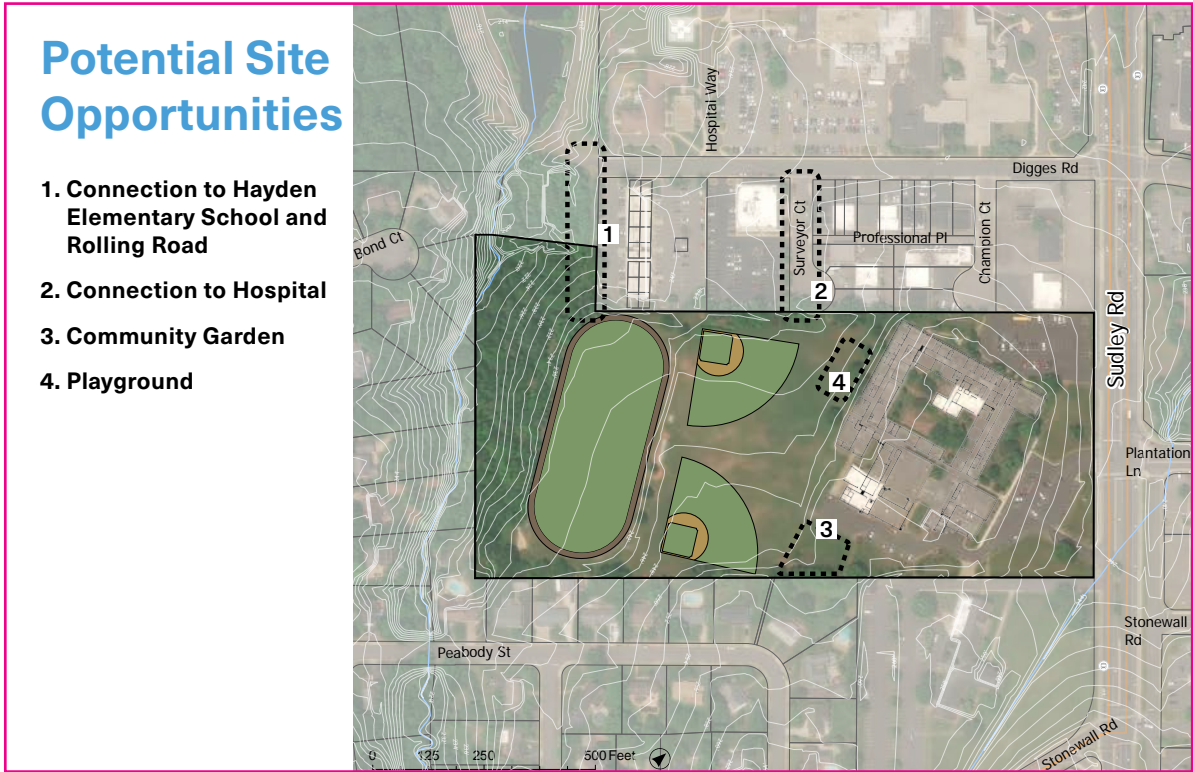 Potential Site
Opportunities
1. Connection to Hayden
Elementary School and
Rolling Road
2. Connection to Hospital
3. Community Garden
4. Playground
Hospital Way
Digges Rd
Bond Ct
1
Surveyor Ct
Professional Pl
Champion Ct
2
Sudley Rd
4
Plantation
Ln
3
Stonewall
Rd
Peabody St
Stonewall Rd
0 125 250 500 Feet